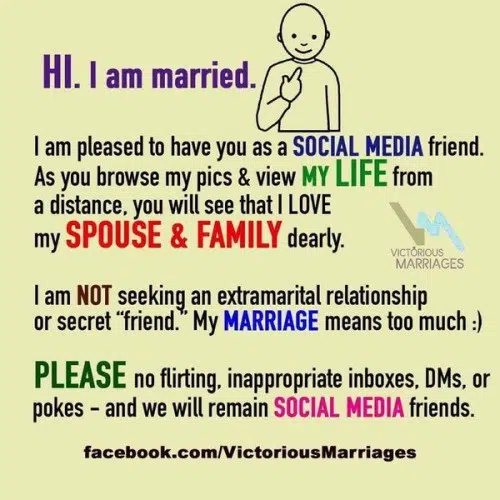 HI. I am married.
I am pleased to have you as a SOCIAL MEDIA friend.
As you browse my pics & view MY LIFE from
a distance, you will see that I LOVE
my SPOUSE & FAMILY dearly.
VICTORIOUS
MARRIAGES
I am NOT seeking an extramarital relationship
or secret “friend.” My MARRIAGE means too much :)
PLEASE no flirting, inappropriate inboxes, DMs, or
pokes – and we will remain SOCIAL MEDIA friends.
facebook.com/VictoriousMarriages